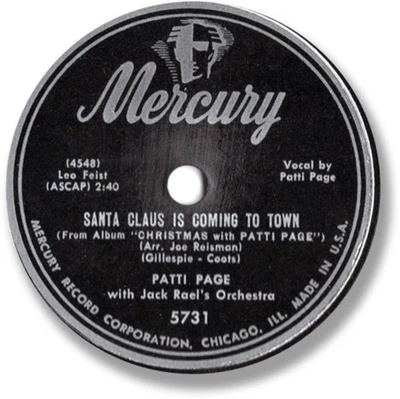 Mercury
(4548)
Leo Feist
(ASCAP) 2:40
Vocal by
Patti Page
SANTA CLAUS IS COMING TO TOWN
(From Album "CHRISTMAS with PATTI PAGE")
(Arr. Joe Reisman)
(Gillespie - Coots)
PATTI PAGE
with Jack Rael's Orchestra
5731
MERCURY RECORD CORPORATION, CHICAGO, ILL. MADE IN U.S.A.